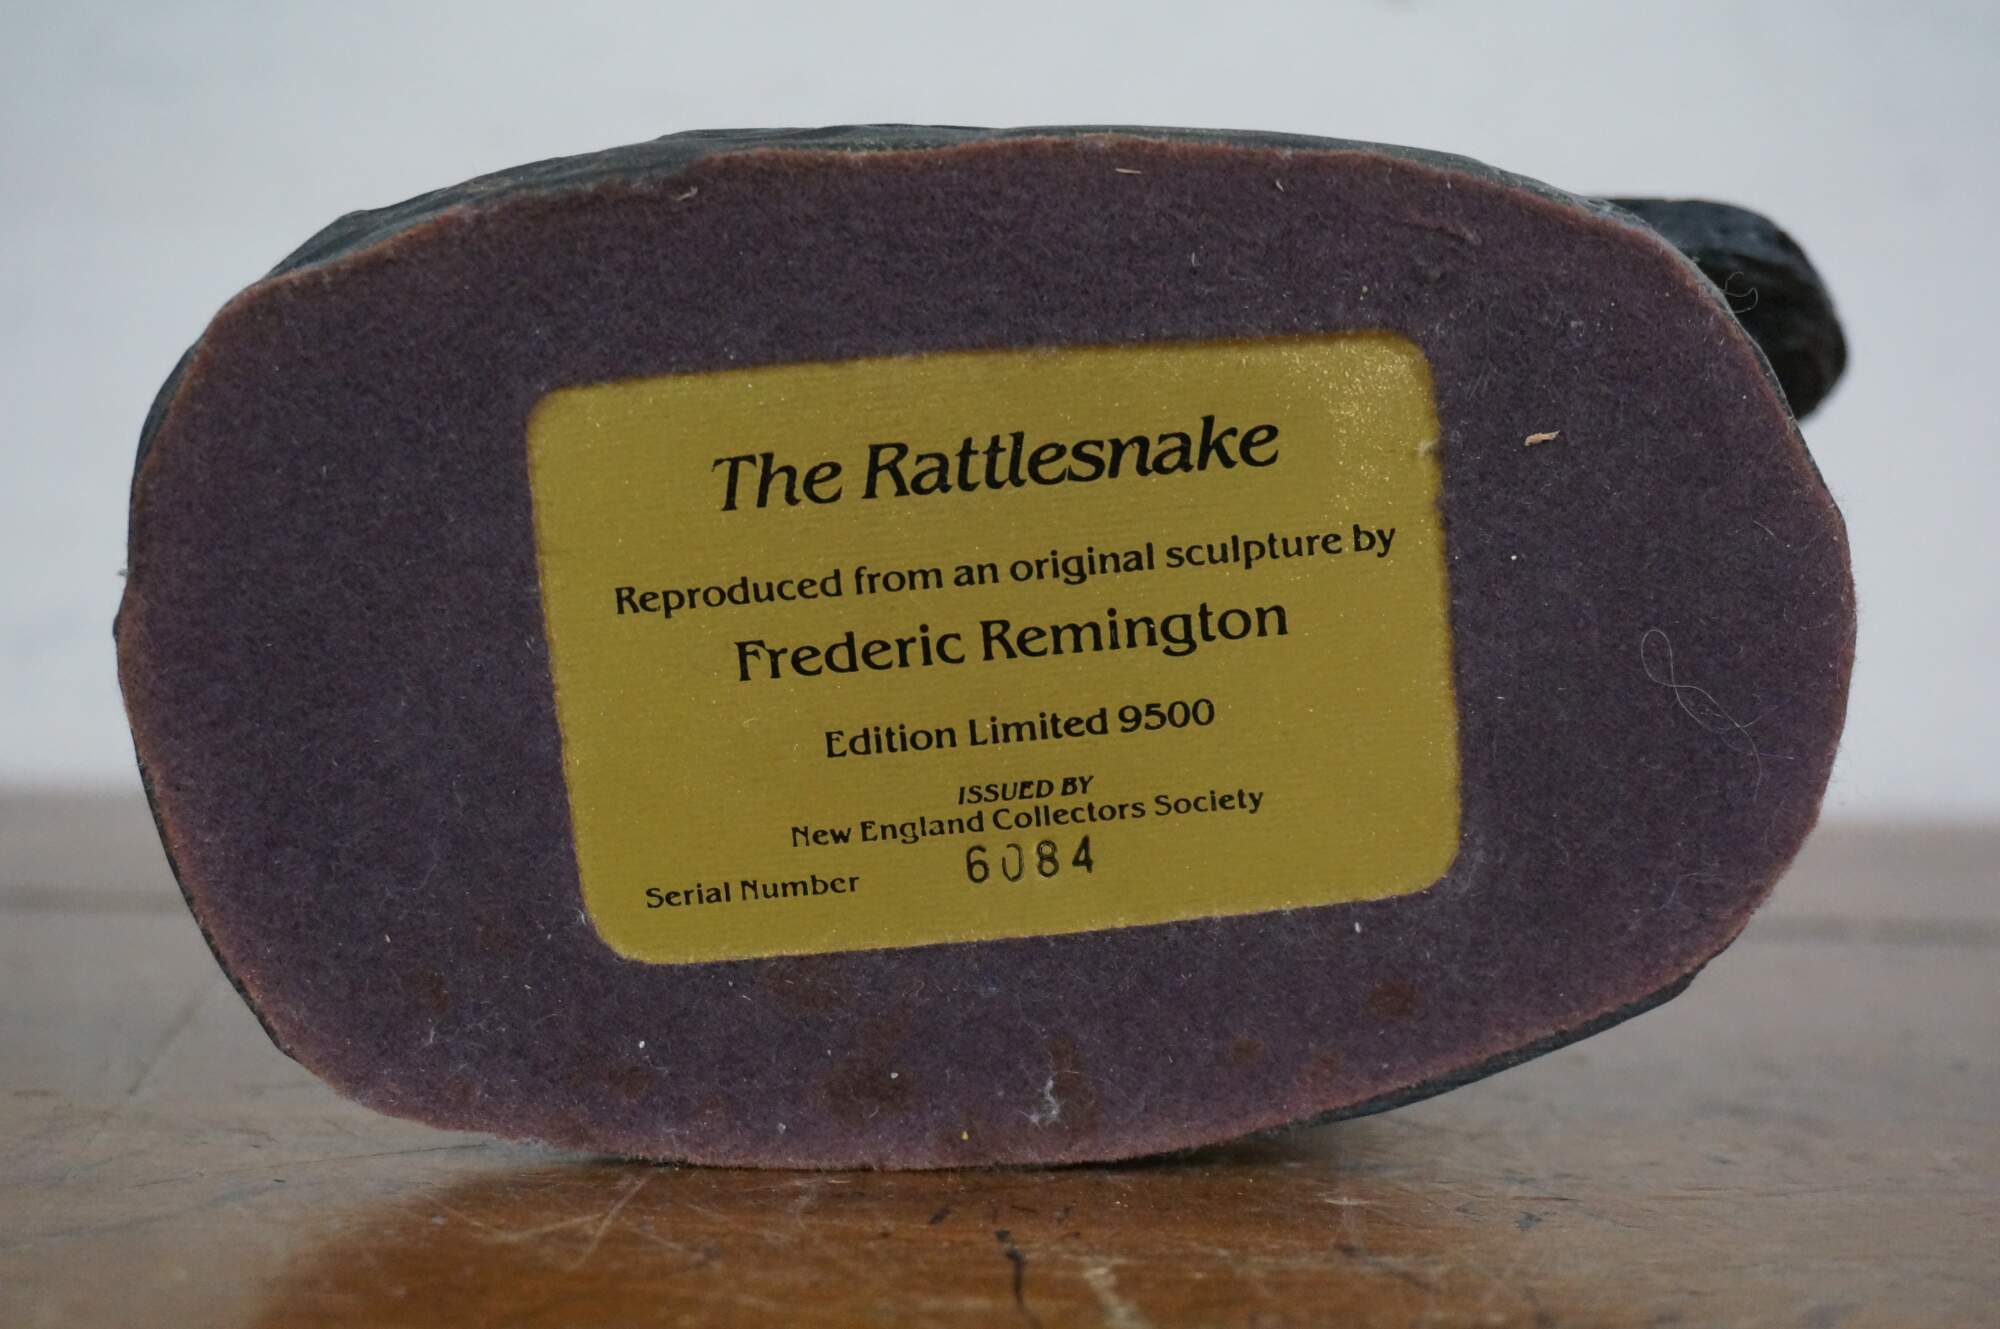 The Rattlesnake
Reproduced from an original sculpture by
Frederic Remington
Edition Limited 9500
ISSUED BY
New England Collectors Society
Serial Number 6084